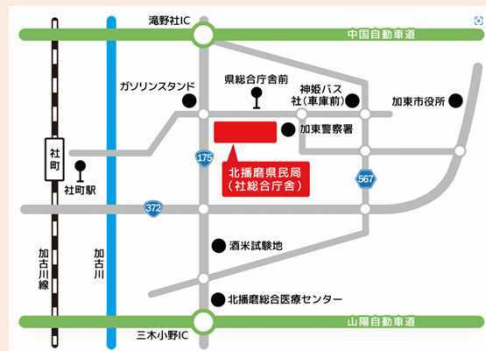 滝野社IC
中国自動車道
ガソリンスタンド
県総合庁舎前
神姫バス
社(車庫前)
加東市役所
加東警察署
社町
社町駅
175
北播磨県民局
(社総合庁舎)
567
372
加古川線
加古川
酒米試験地
北播磨総合医療センター
三木小野IC
山陽自動車道